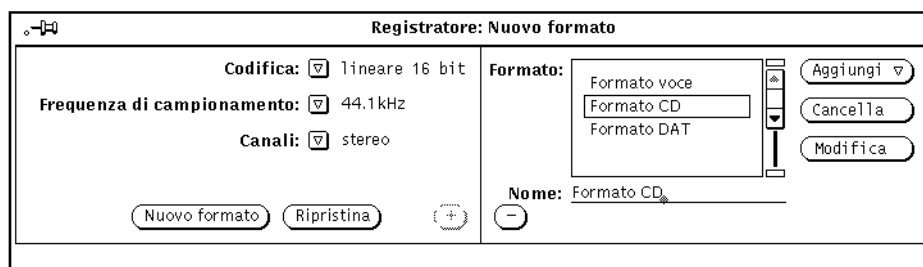 Registratore: Nuovo formato
Codifica: lineare 16 bit
Frequenza di campionamento: 44.1kHz
Canali: stereo
Nuovo formato
Ripristina
+
Formato:
Formato voce
Formato CD
Formato DAT
Aggiungi
Cancella
Modifica
Nome: Formato CD
−